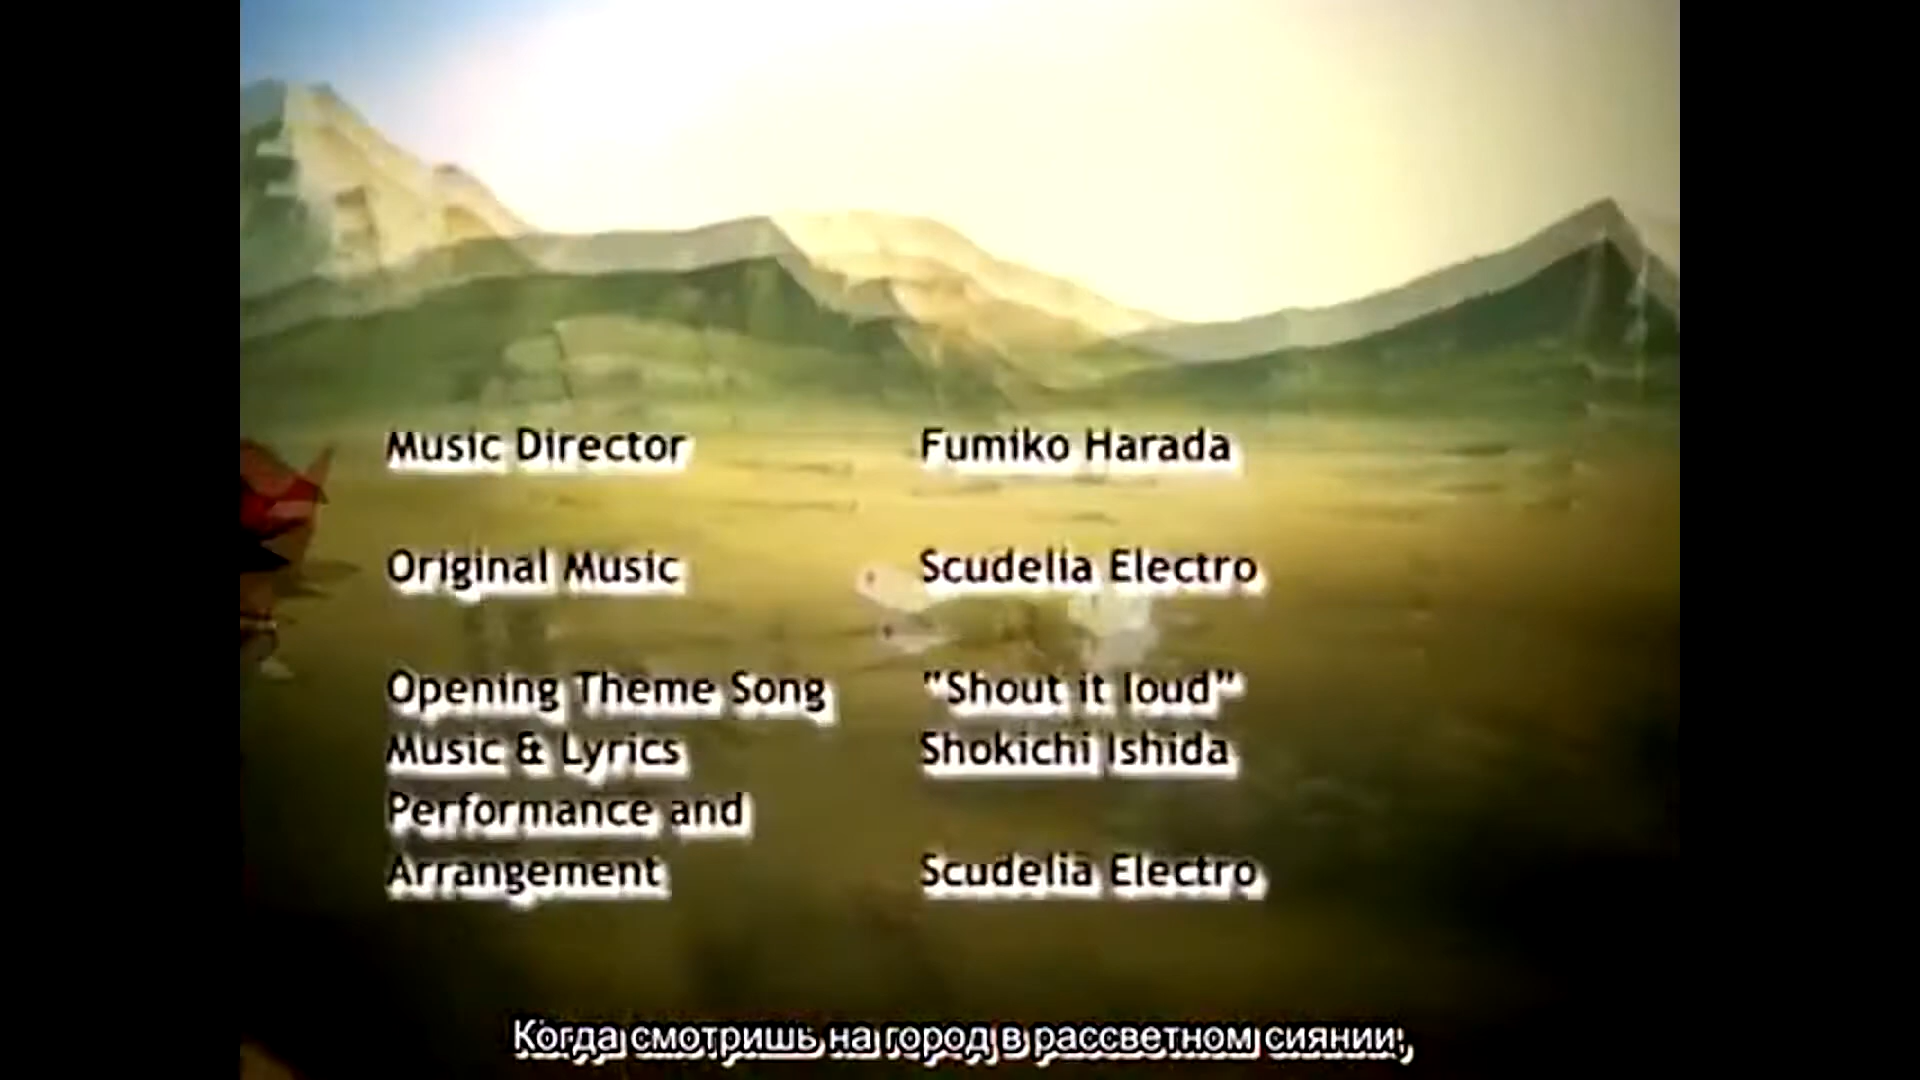 Music Director Fumiko Harada
Original Music Scudelia Electro
Opening Theme Song "Shout it loud"
Music & Lyrics Shokichi Ishida
Performance and
Arrangement Scudelia Electro
Когда смотришь на город в рассветном сиянии,